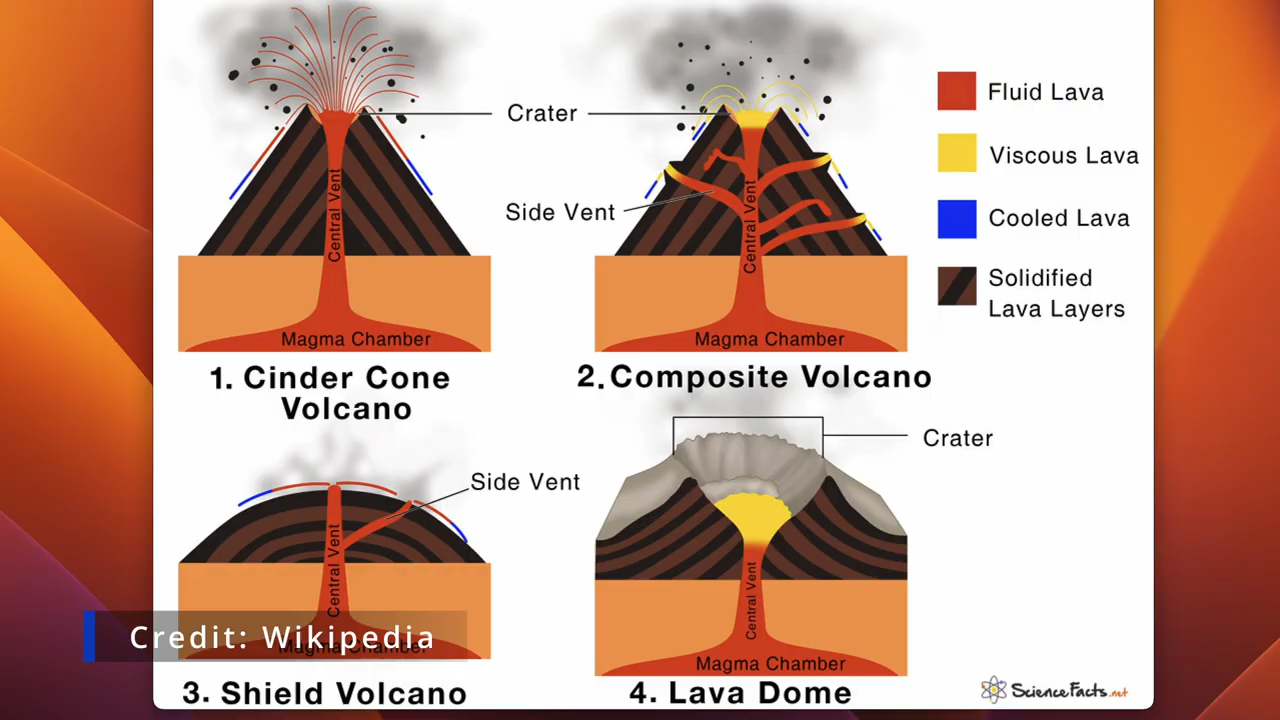 Crater
Fluid Lava
Viscous Lava
Side Vent
Cooled Lava
Central Vent
Central Vent
Solidified
Lava Layers
Magma Chamber
Magma Chamber
1. Cinder Cone
Volcano
2. Composite Volcano
Crater
Side Vent
Central Vent
Central Vent
Credit: Wikipedia
Magma Chamber
Magma Chamber
3. Shield Volcano
4. Lava Dome
ScienceFacts.net